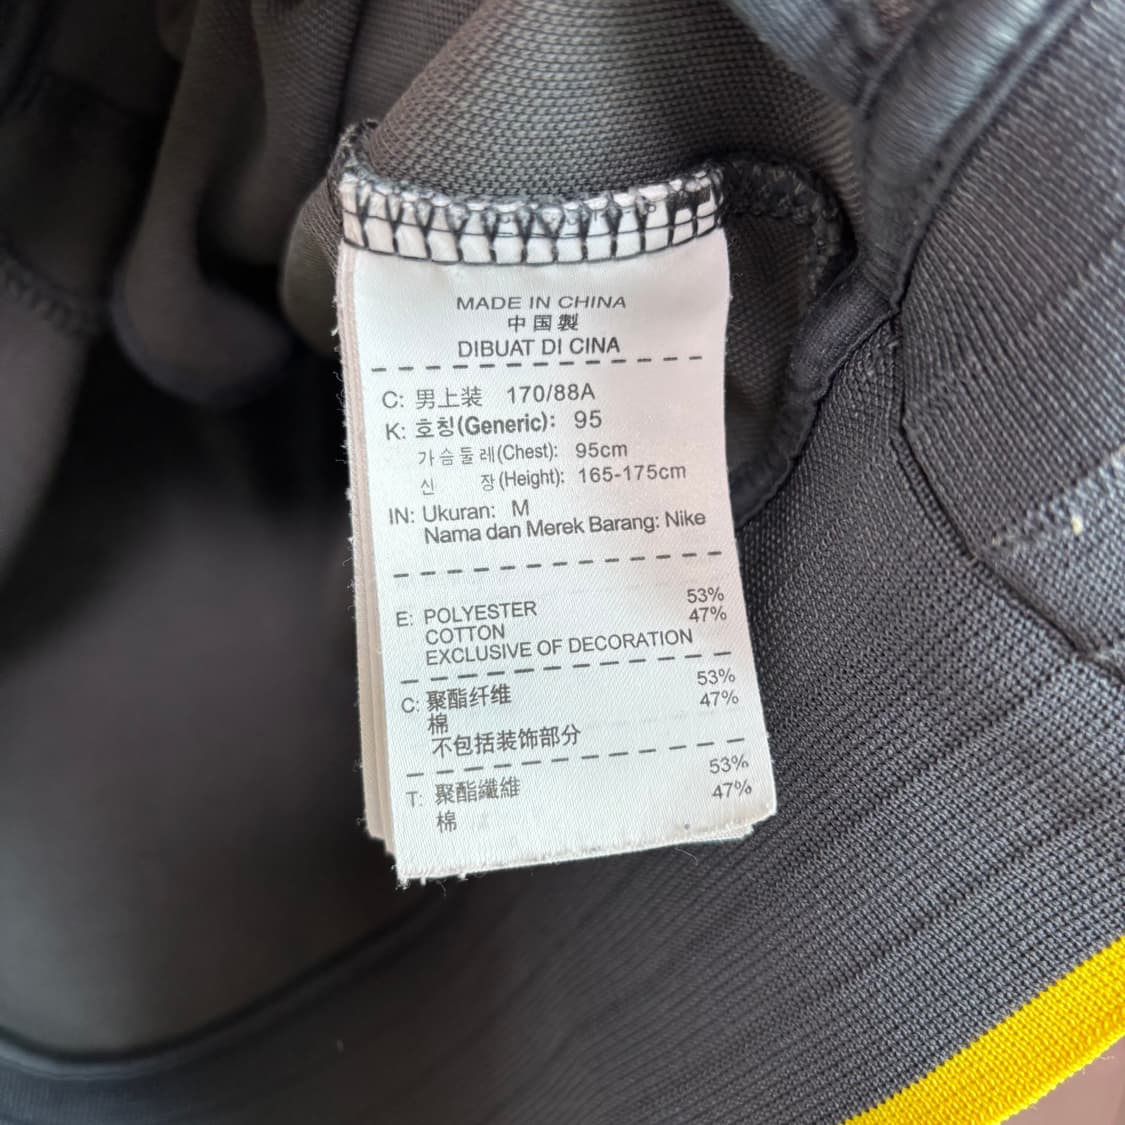 MADE IN CHINA
中国製
DIBUAT DI CINA
C: 男上装 170/88A
K: 호칭(Generic): 95
가슴둘레(Chest): 95cm
신 장(Height): 165-175cm
IN: Ukuran: M
Nama dan Merek Barang: Nike
E: POLYESTER 53%
COTTON 47%
EXCLUSIVE OF DECORATION
C: 聚酯纤维 53%
棉 47%
不包括装饰部分
T: 聚酯纖維 53%
棉 47%